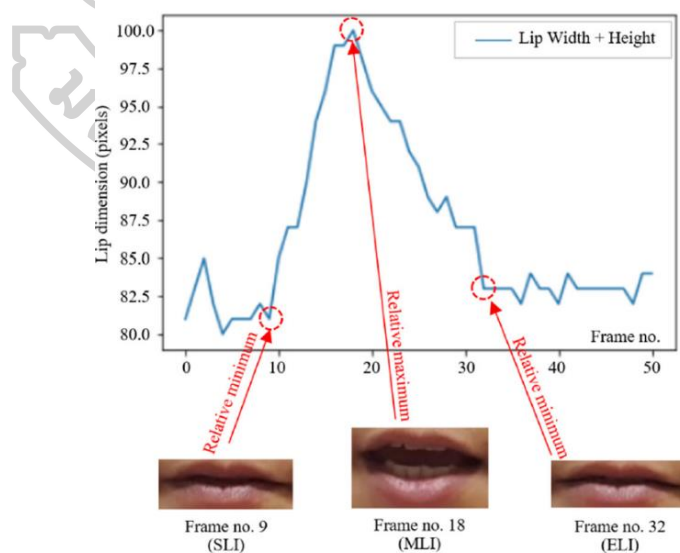 100.0
97.5
95.0
92.5
90.0
87.5
85.0
82.5
80.0
Lip dimension (pixels)
Lip Width + Height
Frame no.
0
10
20
30
40
50
Relative minimum
Relative maximum
Relative minimum
Frame no. 9
(SLI)
Frame no. 18
(MLI)
Frame no. 32
(ELI)